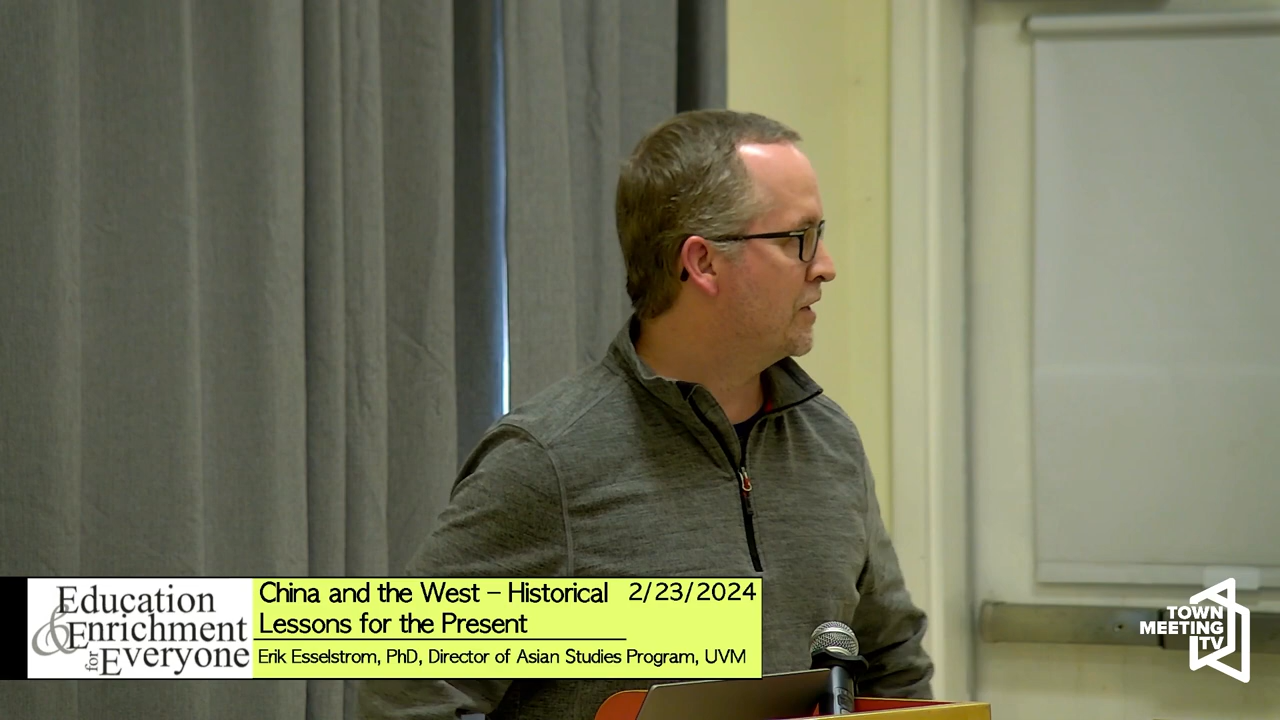 Education
& Enrichment
for Everyone
China and the West – Historical 2/23/2024
Lessons for the Present
Erik Esselstrom, PhD, Director of Asian Studies Program, UVM
TOWN
MEETING
TV